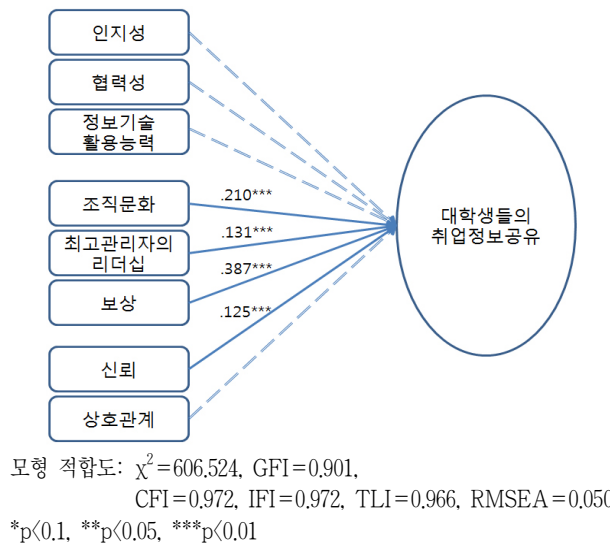 인지성
협력성
정보기술
활용능력
조직문화
최고관리자의
리더십
보상
신뢰
상호관계
.210***
.131***
.387***
.125***
대학생들의
취업정보공유
모형 적합도: χ²=606.524, GFI=0.901,
CFI=0.972, IFI=0.972, TLI=0.966, RMSEA=0.050
*p<0.1, **p<0.05, ***p<0.01